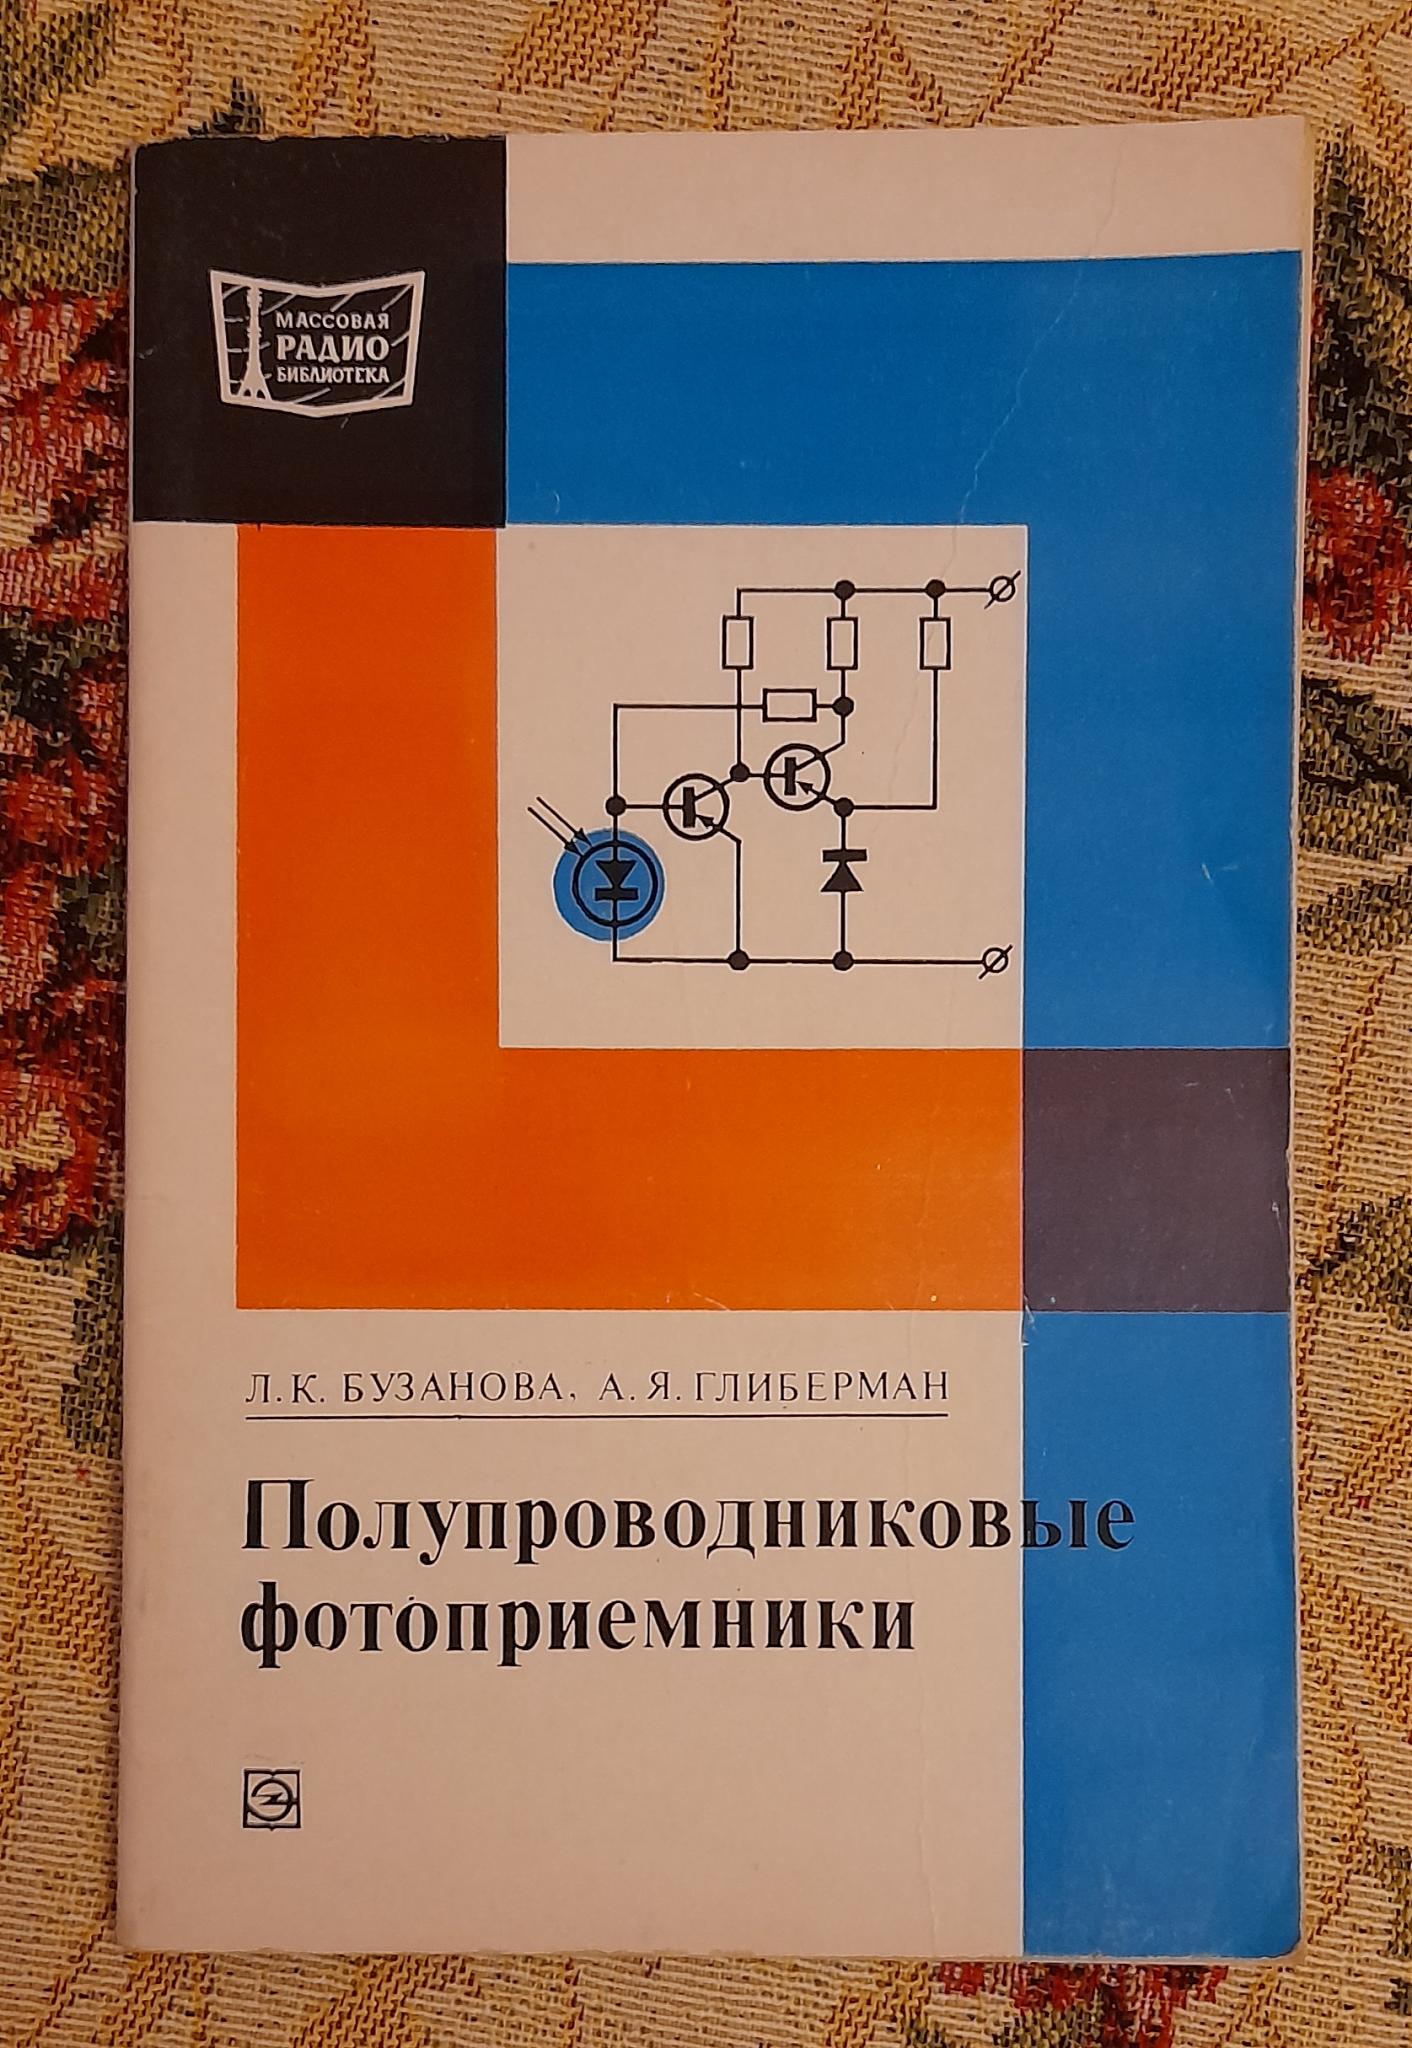 МАССОВАЯ
РАДИО
БИБЛИОТЕКА
Л. К. БУЗАНОВА, А. Я. ГЛИБЕРМАН
Полупроводниковые
фотоприемники